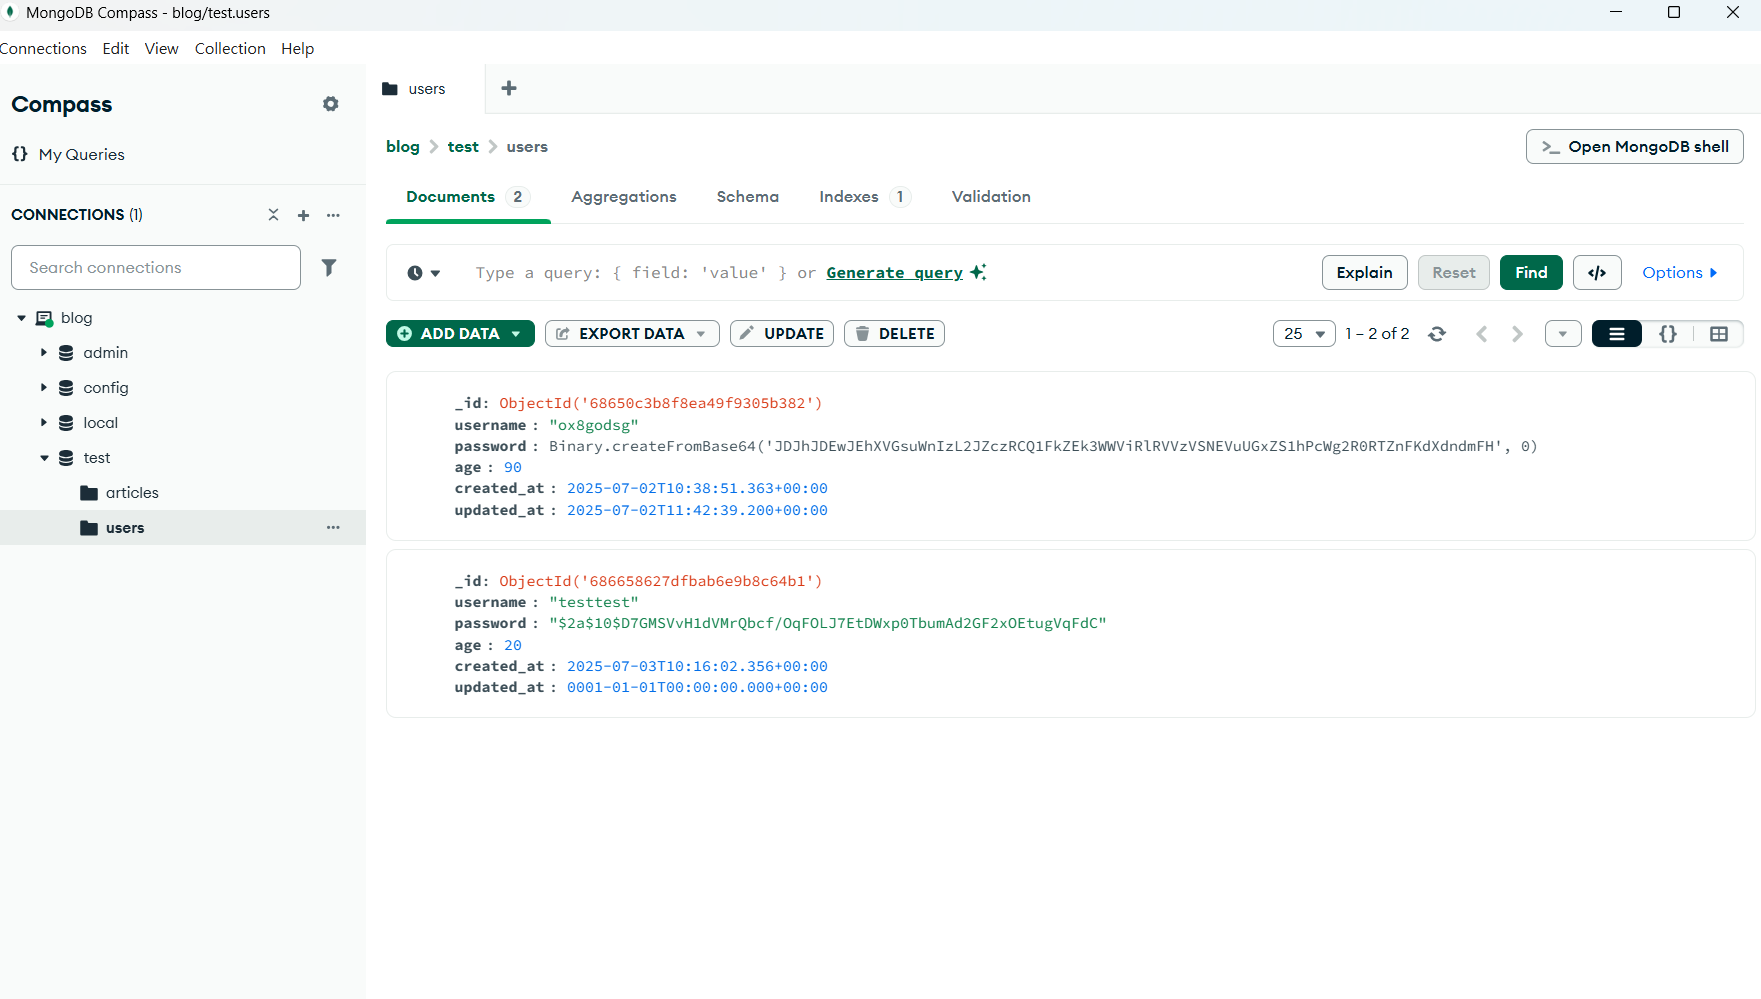 MongoDB Compass - blog/test.users
Connections Edit View Collection Help
Compass
{} My Queries
CONNECTIONS (1)
Search connections
blog
admin
config
local
test
articles
users
users
blog > test > users
>_ Open MongoDB shell
Documents 2 Aggregations Schema Indexes 1 Validation
Type a query: { field: 'value' } or Generate query
Explain Reset Find </> Options
ADD DATA EXPORT DATA UPDATE DELETE
25 1 – 2 of 2 {}
_id: ObjectId('68650c3b8f8ea49f9305b382')
username : "ox8godsg"
password : Binary.createFromBase64('JDJhJDEwJEhXVGsuWnIzL2JZczRCQ1FkZEk3WWViRlRVVzVSNEVuUGxZS1hPcWg2R0RTZnFKdXdndmFH', 0)
age : 90
created_at : 2025-07-02T10:38:51.363+00:00
updated_at : 2025-07-02T11:42:39.200+00:00
_id: ObjectId('686658627dfbab6e9b8c64b1')
username : "testtest"
password : "$2a$10$D7GMSVvH1dVMrQbcf/OqFOLJ7EtDWxp0TbumAd2GF2xOEtugVqFdC"
age : 20
created_at : 2025-07-03T10:16:02.356+00:00
updated_at : 0001-01-01T00:00:00.000+00:00